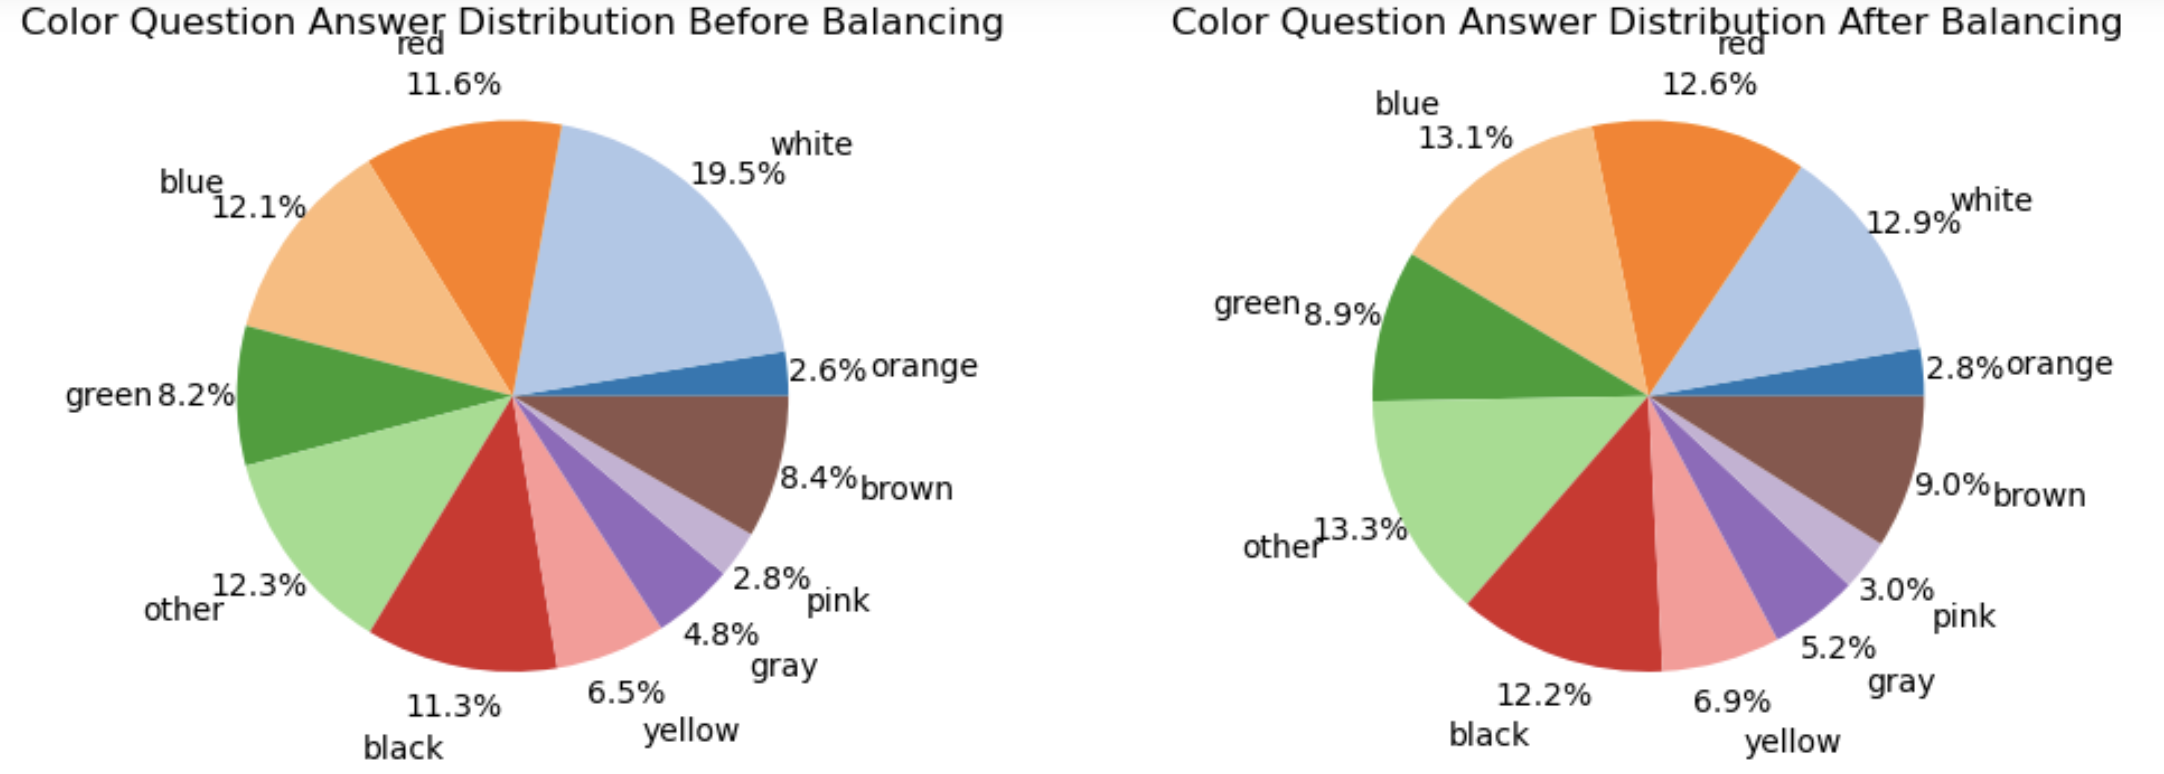 Color Question Answer Distribution Before Balancing
red
11.6%
white
19.5%
blue
12.1%
2.6% orange
green 8.2%
8.4% brown
2.8%
pink
12.3%
other
4.8%
gray
6.5%
yellow
11.3%
black
Color Question Answer Distribution After Balancing
red
12.6%
blue
13.1%
white
12.9%
green 8.9%
2.8% orange
9.0% brown
13.3%
other
3.0%
pink
5.2%
gray
12.2%
black
6.9%
yellow